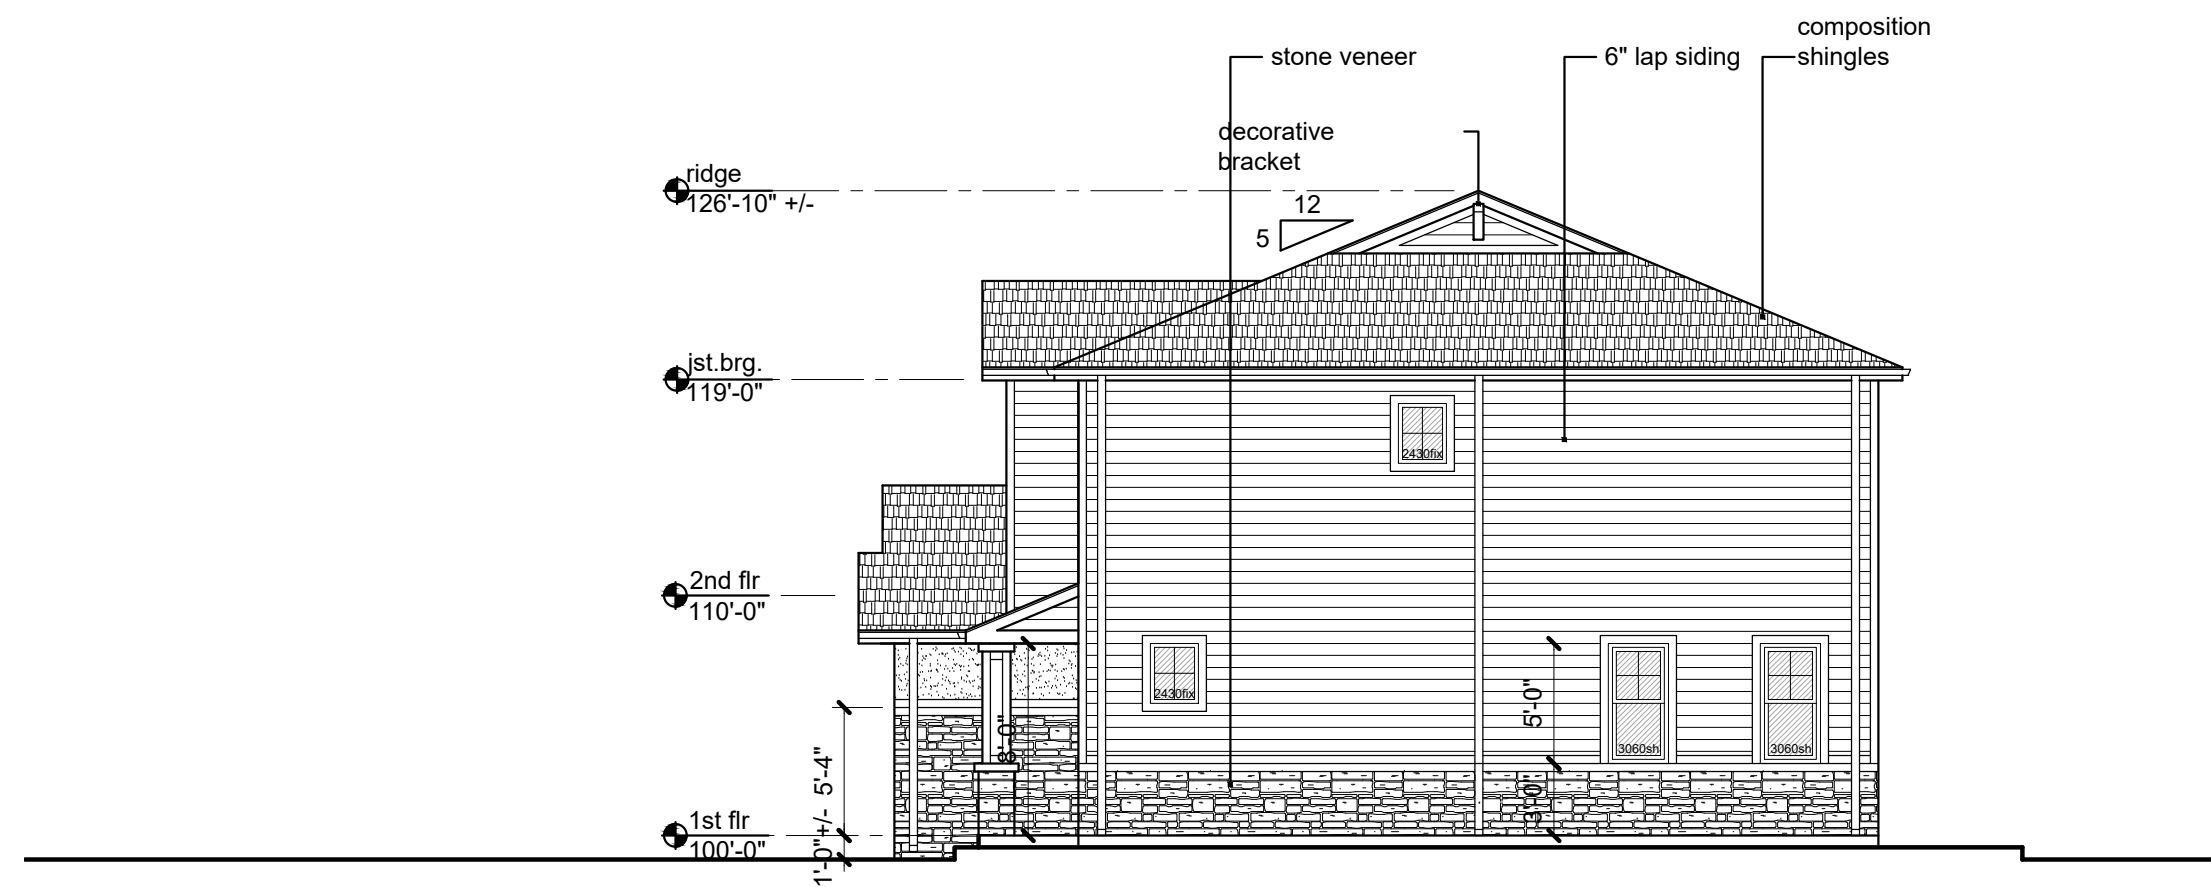 composition
shingles
stone veneer
6" lap siding
decorative
bracket
ridge
126'-10" +/-
12
5
jst.brg.
119'-0"
2430fix
2nd flr
110'-0"
2430fix
5'-0"
8'-0"
3060sh
3060sh
5'-4"
3'-0"
1st flr
100'-0"
1'-0"+/-